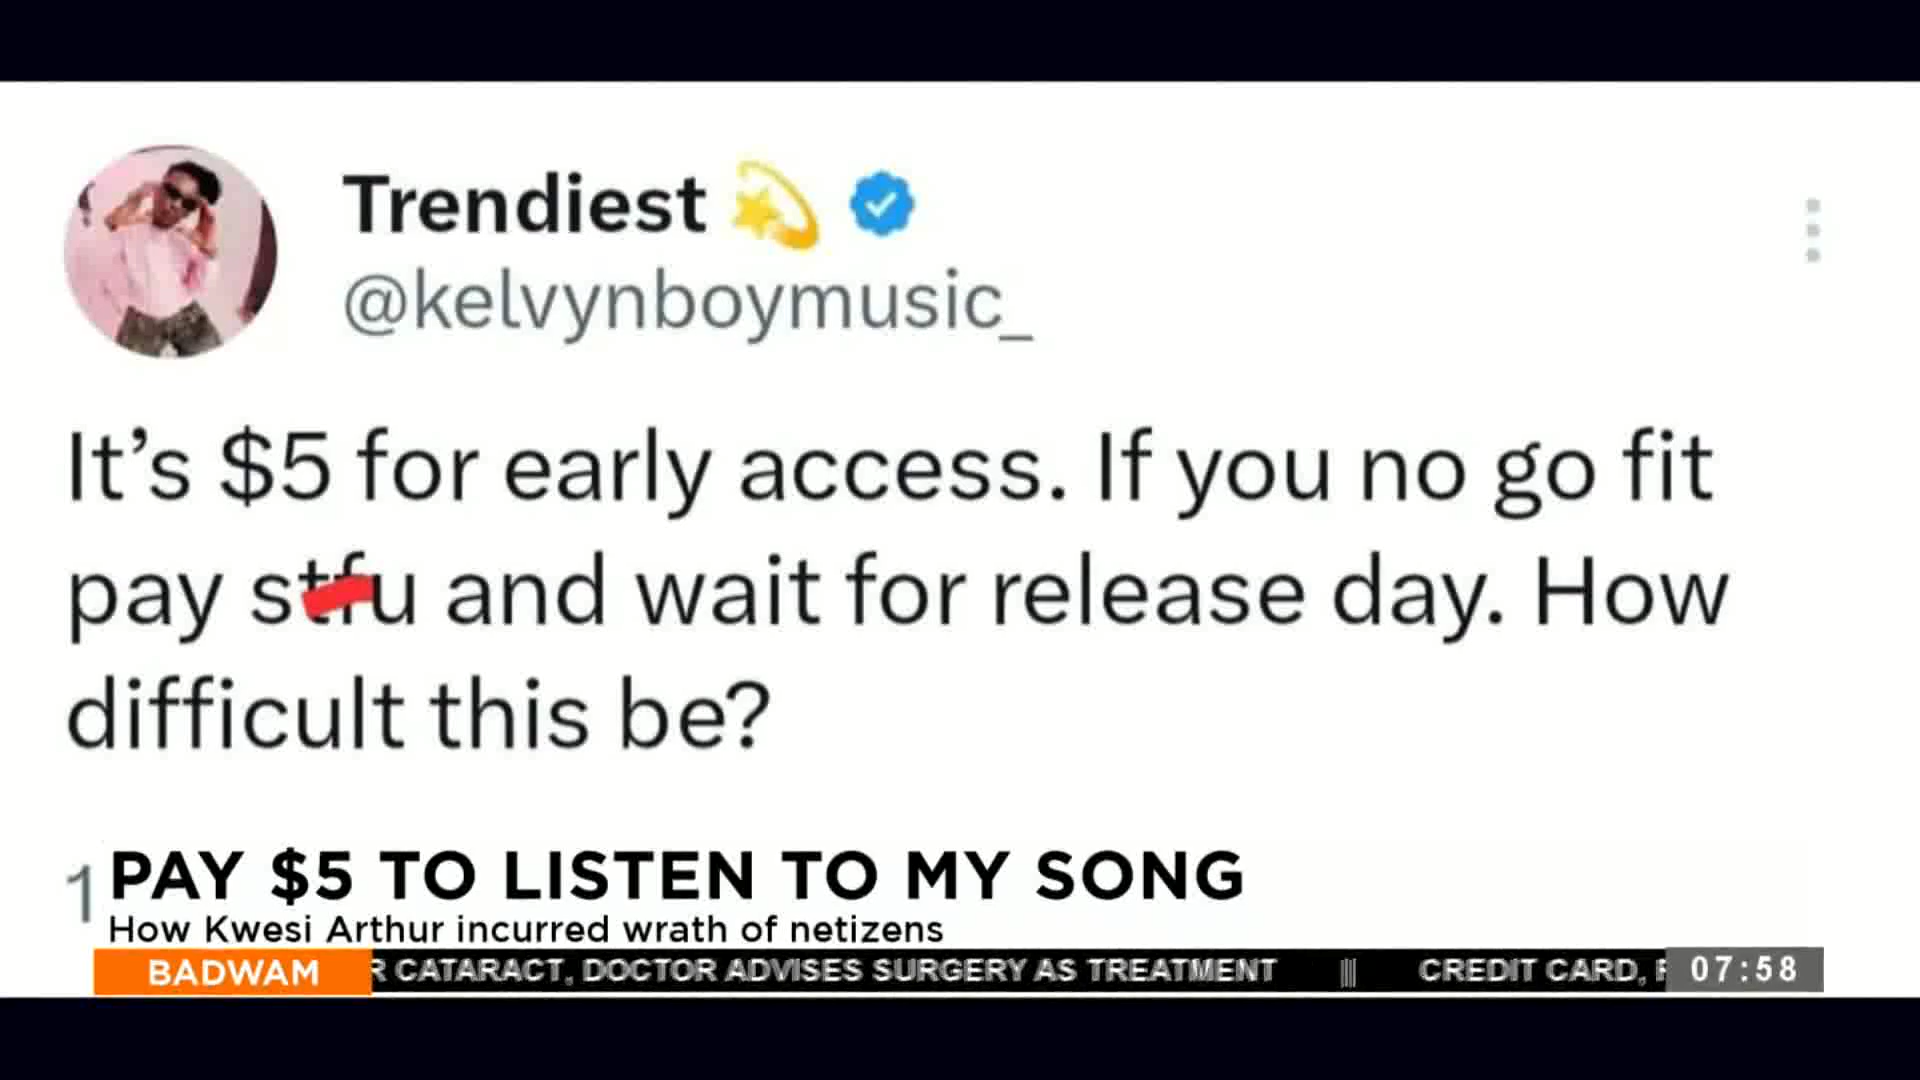 Trendiest
@kelvynboymusic_
It's $5 for early access. If you no go fit
pay stfu and wait for release day. How
difficult this be?
1
PAY $5 TO LISTEN TO MY SONG
How Kwesi Arthur incurred wrath of netizens
BADWAM
CATARACT, DOCTOR ADVISES SURGERY AS TREATMENT ||| CREDIT CARD,
07:58